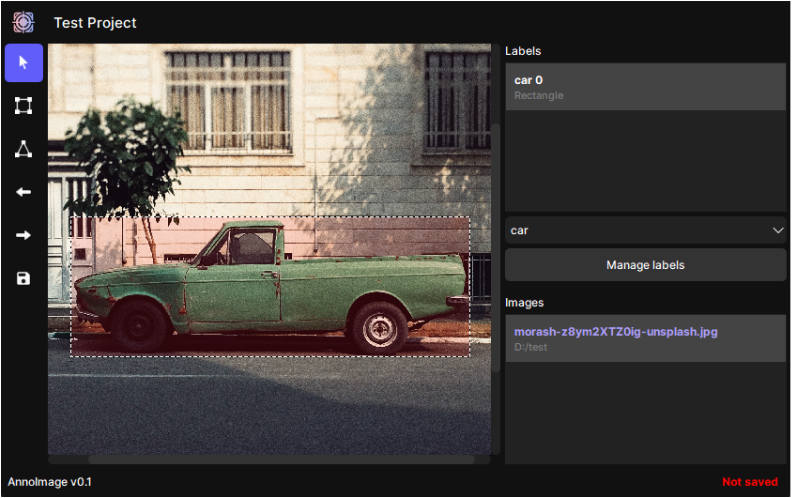 Test Project
Labels
car 0
Rectangle
car
Manage labels
Images
morash-z8ym2XTZ0ig-unsplash.jpg
D:/test
AnnoImage v0.1
Not saved